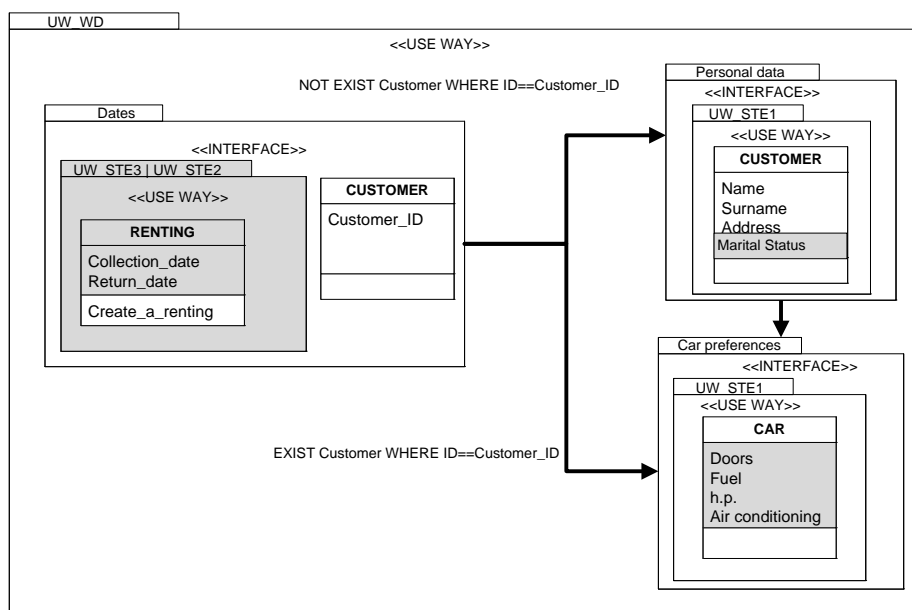 UW_WD
<<USE WAY>>
NOT EXIST Customer WHERE ID==Customer_ID
Dates
<<INTERFACE>>
UW_STE3 | UW_STE2
<<USE WAY>>
RENTING
Collection_date
Return_date
Create_a_renting
CUSTOMER
Customer_ID
Personal data
<<INTERFACE>>
UW_STE1
<<USE WAY>>
CUSTOMER
Name
Surname
Address
Marital Status
EXIST Customer WHERE ID==Customer_ID
Car preferences
<<INTERFACE>>
UW_STE1
<<USE WAY>>
CAR
Doors
Fuel
h.p.
Air conditioning